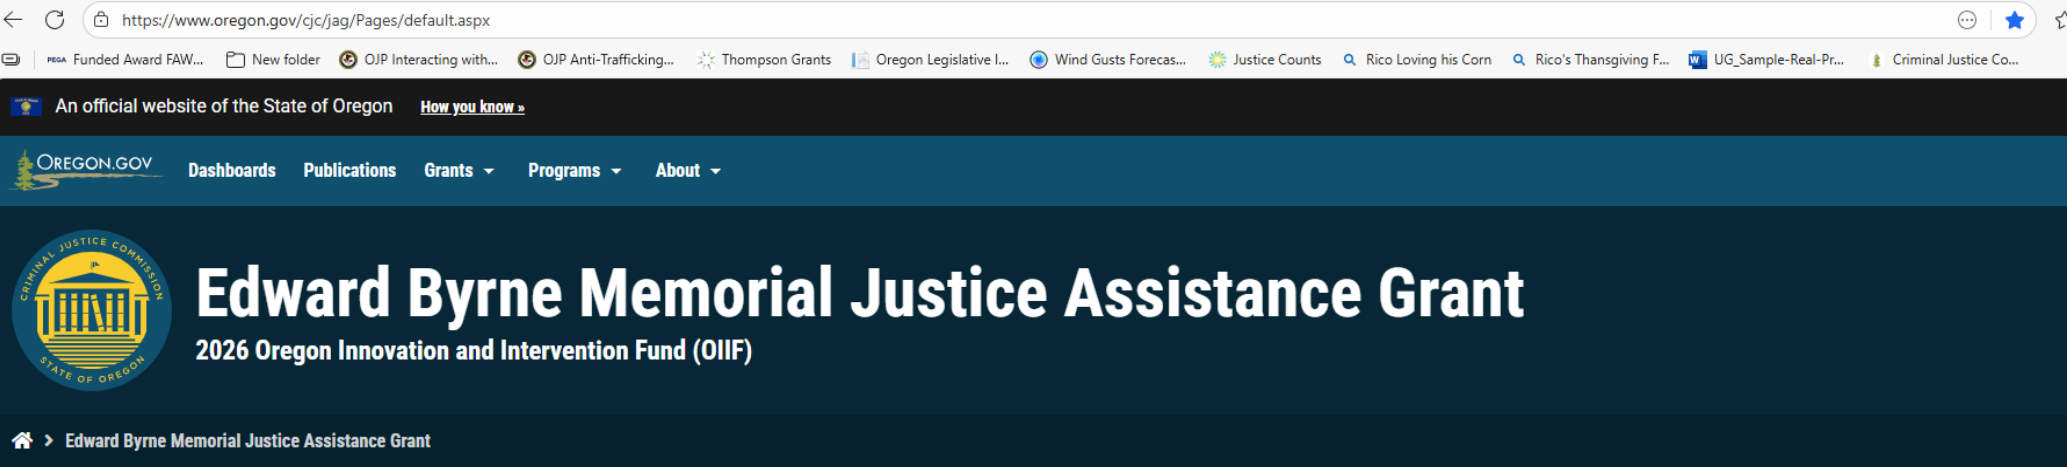 https://www.oregon.gov/cjc/jag/Pages/default.aspx
PEGA Funded Award FAW... New folder OJP Interacting with... OJP Anti-Trafficking... Thompson Grants Oregon Legislative I... Wind Gusts Forecas... Justice Counts Rico Loving his Corn Rico's Thansgiving F... UG_Sample-Real-Pr... Criminal Justice Co...
An official website of the State of Oregon How you know »
OREGON.GOV Dashboards Publications Grants Programs About
CRIMINAL JUSTICE COMMISSION
STATE OF OREGON
Edward Byrne Memorial Justice Assistance Grant
2026 Oregon Innovation and Intervention Fund (OIIF)
Edward Byrne Memorial Justice Assistance Grant